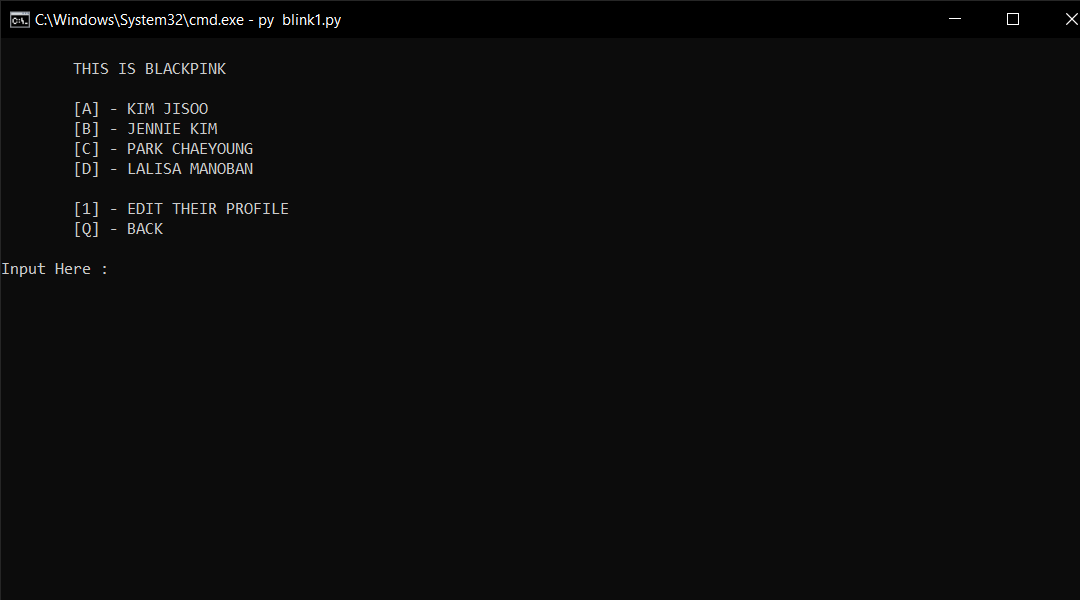 C:\Windows\System32\cmd.exe - py  blink1.py
THIS IS BLACKPINK
[A] - KIM JISOO
[B] - JENNIE KIM
[C] - PARK CHAEYOUNG
[D] - LALISA MANOBAN
[1] - EDIT THEIR PROFILE
[Q] - BACK
Input Here :